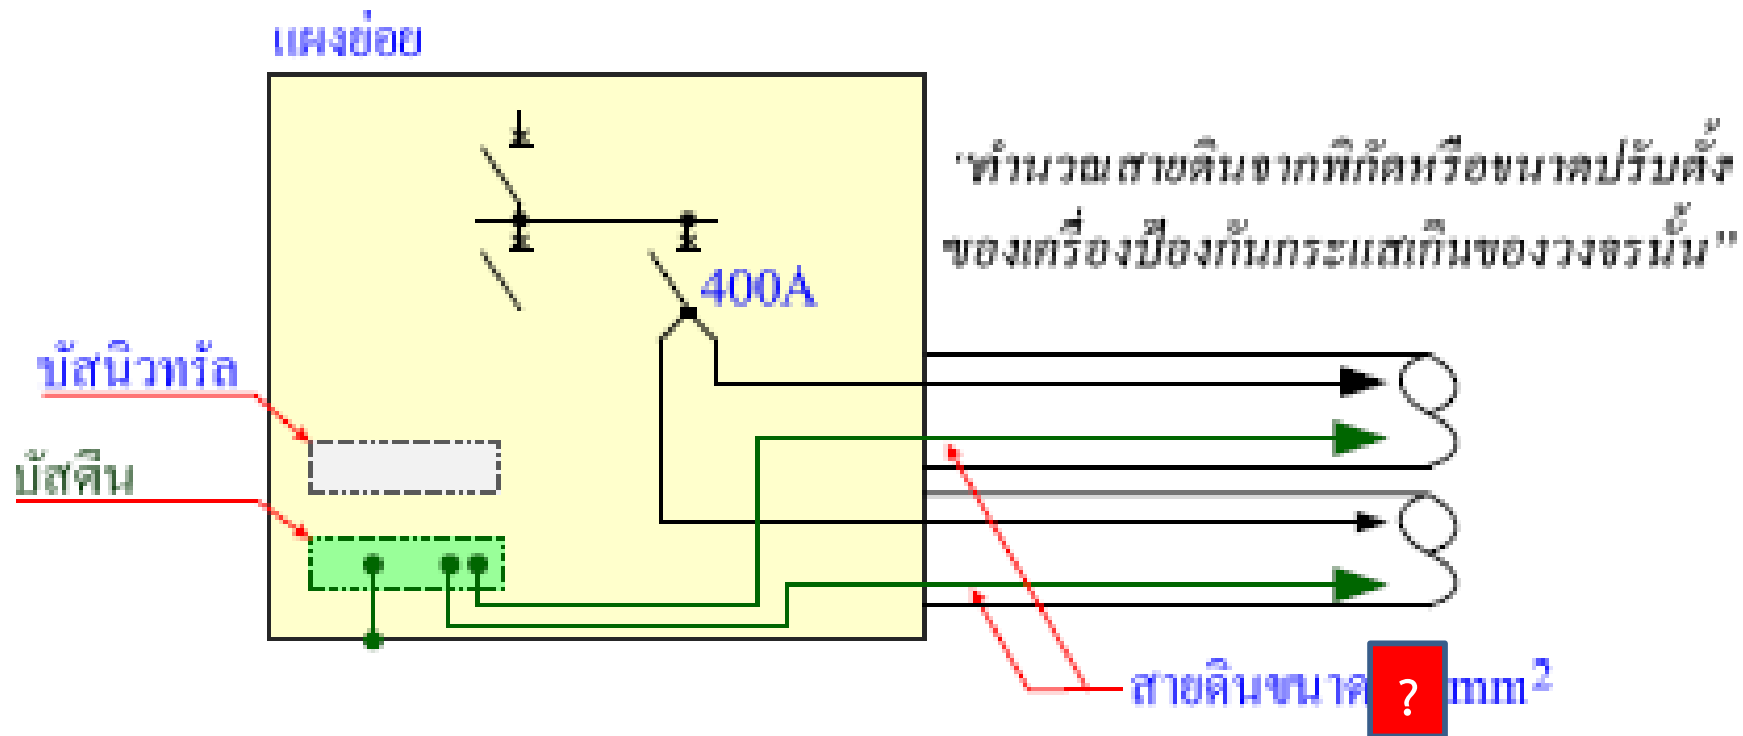 แผงย่อย
"คำนวณสายดินจากพิกัดหรือขนาดปรับตั้ง
ของเครื่องป้องกันกระแสเกินของวงจรนั้น"
400A
บัสนิวทรัล
บัสดิน
สายดินขนาด ? mm²